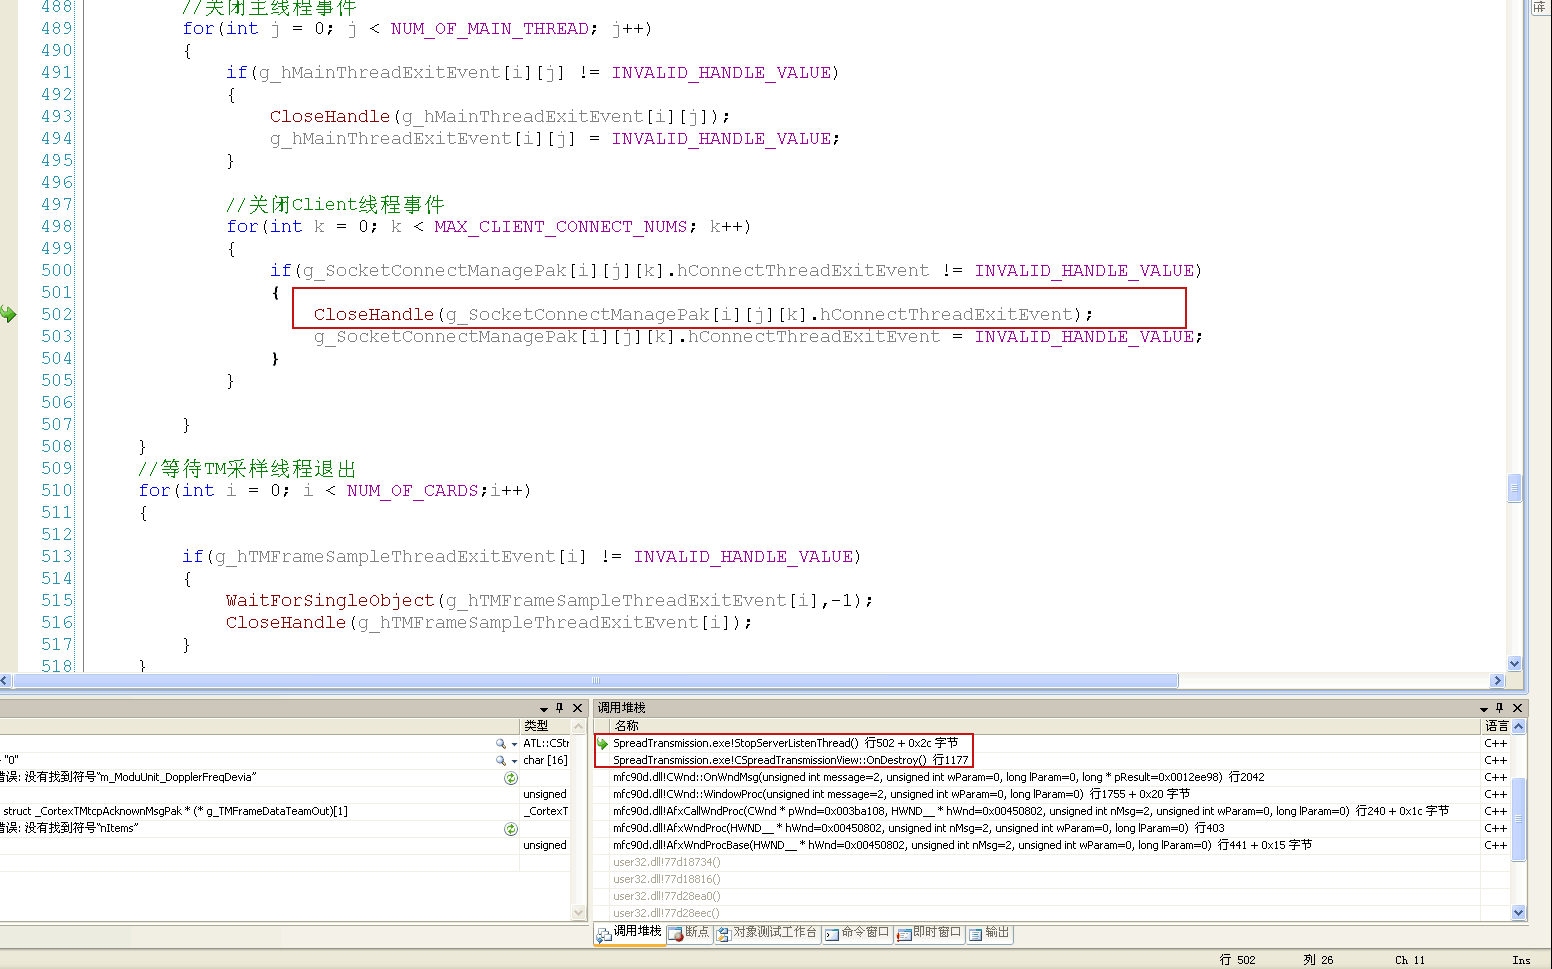 488 //关闭主线程事件
489 for(int j = 0; j < NUM_OF_MAIN_THREAD; j++)
490 {
491 if(g_hMainThreadExitEvent[i][j] != INVALID_HANDLE_VALUE)
492 {
493 CloseHandle(g_hMainThreadExitEvent[i][j]);
494 g_hMainThreadExitEvent[i][j] = INVALID_HANDLE_VALUE;
495 }
496
497 //关闭Client线程事件
498 for(int k = 0; k < MAX_CLIENT_CONNECT_NUMS; k++)
499 {
500 if(g_SocketConnectManagePak[i][j][k].hConnectThreadExitEvent != INVALID_HANDLE_VALUE)
501 {
502 CloseHandle(g_SocketConnectManagePak[i][j][k].hConnectThreadExitEvent);
503 g_SocketConnectManagePak[i][j][k].hConnectThreadExitEvent = INVALID_HANDLE_VALUE;
504 }
505 }
506
507 }
508 }
509 //等待TM采样线程退出
510 for(int i = 0; i < NUM_OF_CARDS;i++)
511 {
512
513 if(g_hTMFrameSampleThreadExitEvent[i] != INVALID_HANDLE_VALUE)
514 {
515 WaitForSingleObject(g_hTMFrameSampleThreadExitEvent[i],-1);
516 CloseHandle(g_hTMFrameSampleThreadExitEvent[i]);
517 }
518 }
类型
ATL::CStr
"0" char [16]
错误: 没有找到符号"m_ModuUnit_DopplerFreqDevia"
unsigned
struct _CortexTMtcpAcknownMsgPak * (* g_TMFrameDataTeamOut)[1] _CortexT
错误: 没有找到符号"nItems"
unsigned
调用堆栈
名称 语言
SpreadTransmission.exe!StopServerListenThread() 行502 + 0x2c 字节 C++
SpreadTransmission.exe!CSpreadTransmissionView::OnDestroy() 行1177 C++
mfc90d.dll!CWnd::OnWndMsg(unsigned int message=2, unsigned int wParam=0, long lParam=0, long * pResult=0x0012ee98) 行2042 C++
mfc90d.dll!CWnd::WindowProc(unsigned int message=2, unsigned int wParam=0, long lParam=0) 行1755 + 0x20 字节 C++
mfc90d.dll!AfxCallWndProc(CWnd * pWnd=0x003ba108, HWND__ * hWnd=0x00450802, unsigned int nMsg=2, unsigned int wParam=0, long lParam=0) 行240 + 0x1c 字节 C++
mfc90d.dll!AfxWndProc(HWND__ * hWnd=0x00450802, unsigned int nMsg=2, unsigned int wParam=0, long lParam=0) 行403 C++
mfc90d.dll!AfxWndProcBase(HWND__ * hWnd=0x00450802, unsigned int nMsg=2, unsigned int wParam=0, long lParam=0) 行441 + 0x15 字节 C++
user32.dll!77d18734()
user32.dll!77d18816()
user32.dll!77d28ea0()
user32.dll!77d28eec()
调用堆栈 断点 对象测试工作台 命令窗口 即时窗口 输出
行 502 列 26 Ch 11 Ins